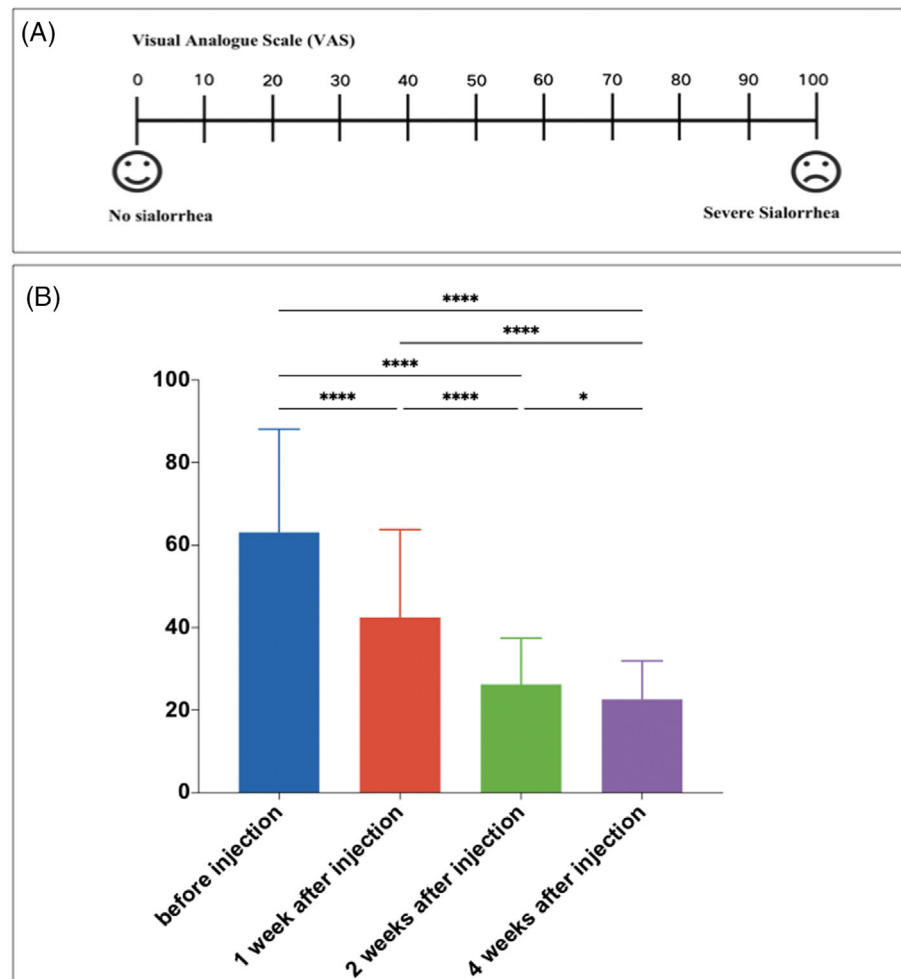 (A)
Visual Analogue Scale (VAS)
0 10 20 30 40 50 60 70 80 90 100
No sialorrhea
Severe Sialorrhea
(B)
****
****
****
**** **** *
100
80
60
40
20
0
before injection
1 week after injection
2 weeks after injection
4 weeks after injection